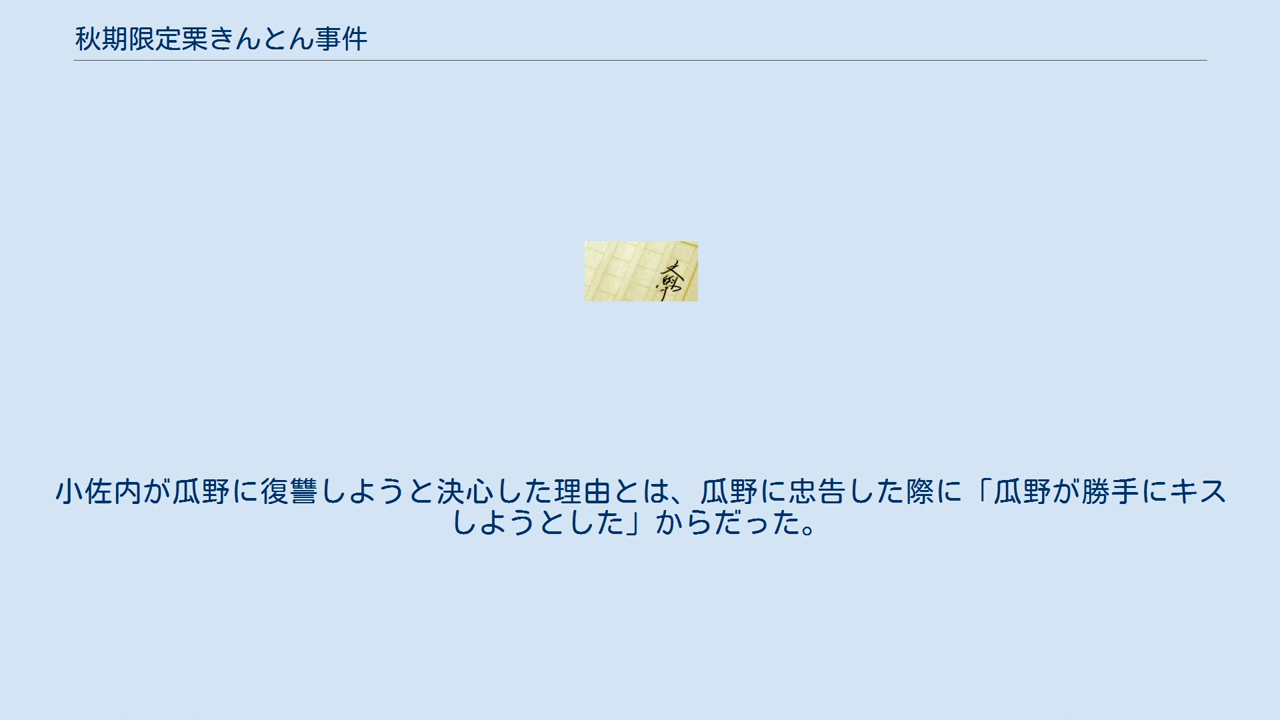 秋期限定栗きんとん事件
小佐内が瓜野に復讐しようと決心した理由とは、瓜野に忠告した際に「瓜野が勝手にキス
しようとした」からだった。